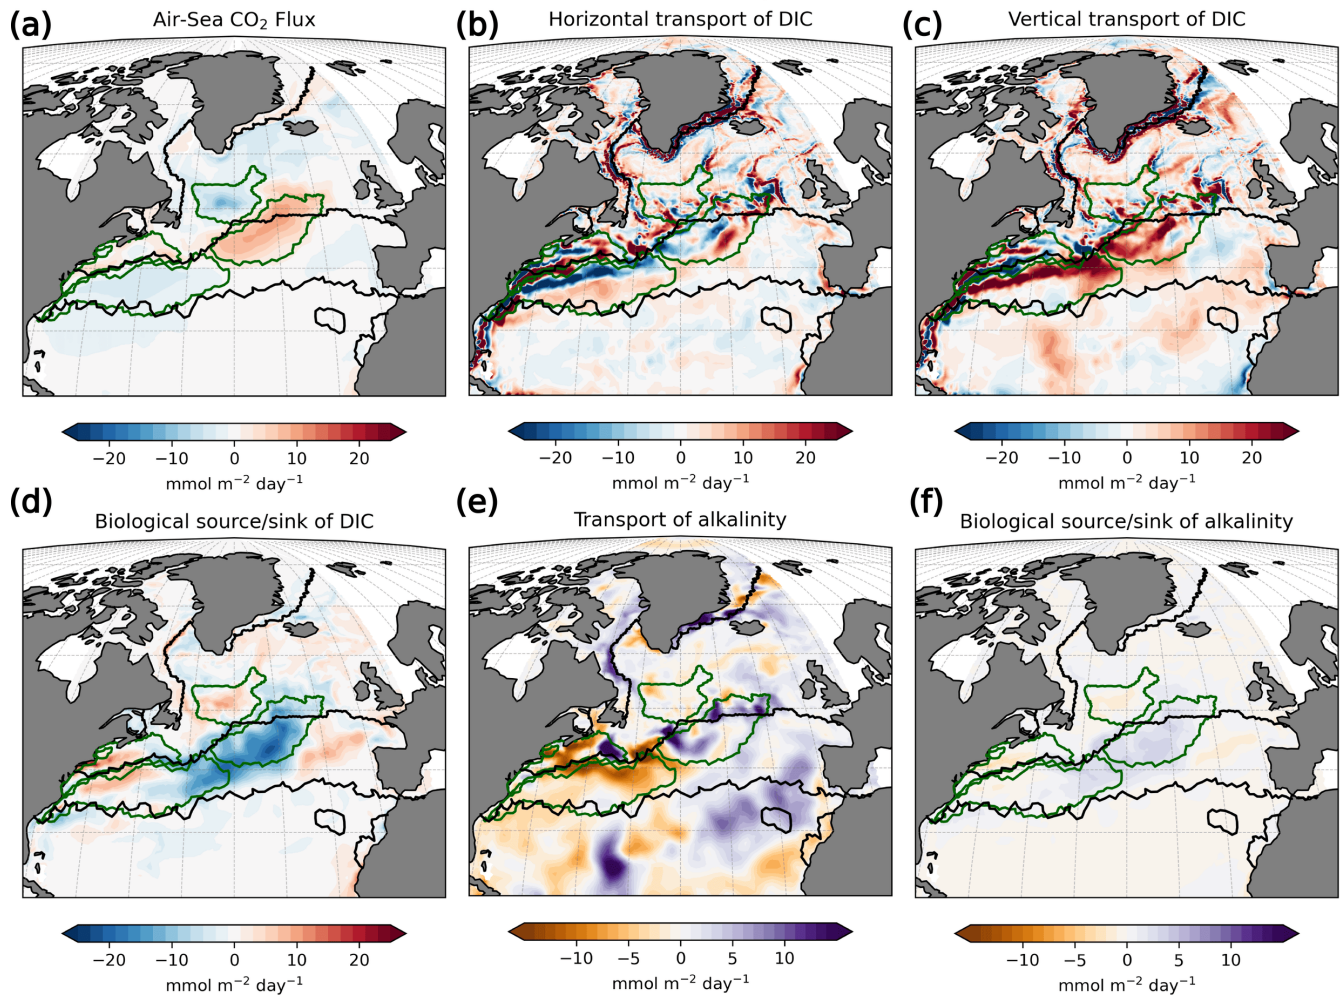 (a) Air-Sea CO₂ Flux
(b) Horizontal transport of DIC
(c) Vertical transport of DIC
−20 −10 0 10 20
mmol m⁻² day⁻¹
−20 −10 0 10 20
mmol m⁻² day⁻¹
−20 −10 0 10 20
mmol m⁻² day⁻¹
(d) Biological source/sink of DIC
(e) Transport of alkalinity
(f) Biological source/sink of alkalinity
−20 −10 0 10 20
mmol m⁻² day⁻¹
−10 −5 0 5 10
mmol m⁻² day⁻¹
−10 −5 0 5 10
mmol m⁻² day⁻¹